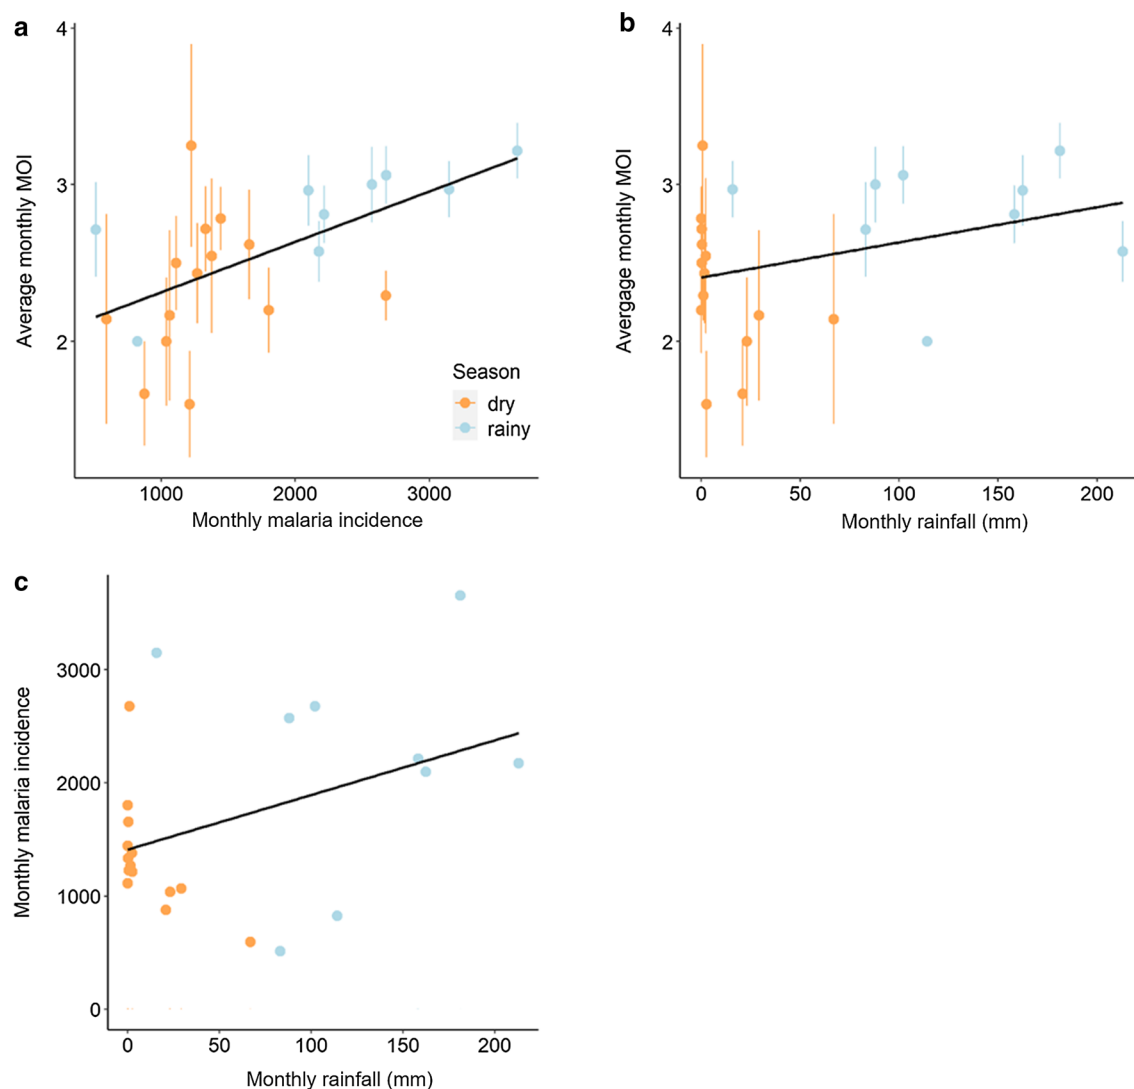 a
4
3
2
Average monthly MOI
1000 2000 3000
Monthly malaria incidence
Season
dry
rainy
b
4
3
2
Avergage monthly MOI
0 50 100 150 200
Monthly rainfall (mm)
c
3000
2000
1000
0
Monthly malaria incidence
0 50 100 150 200
Monthly rainfall (mm)